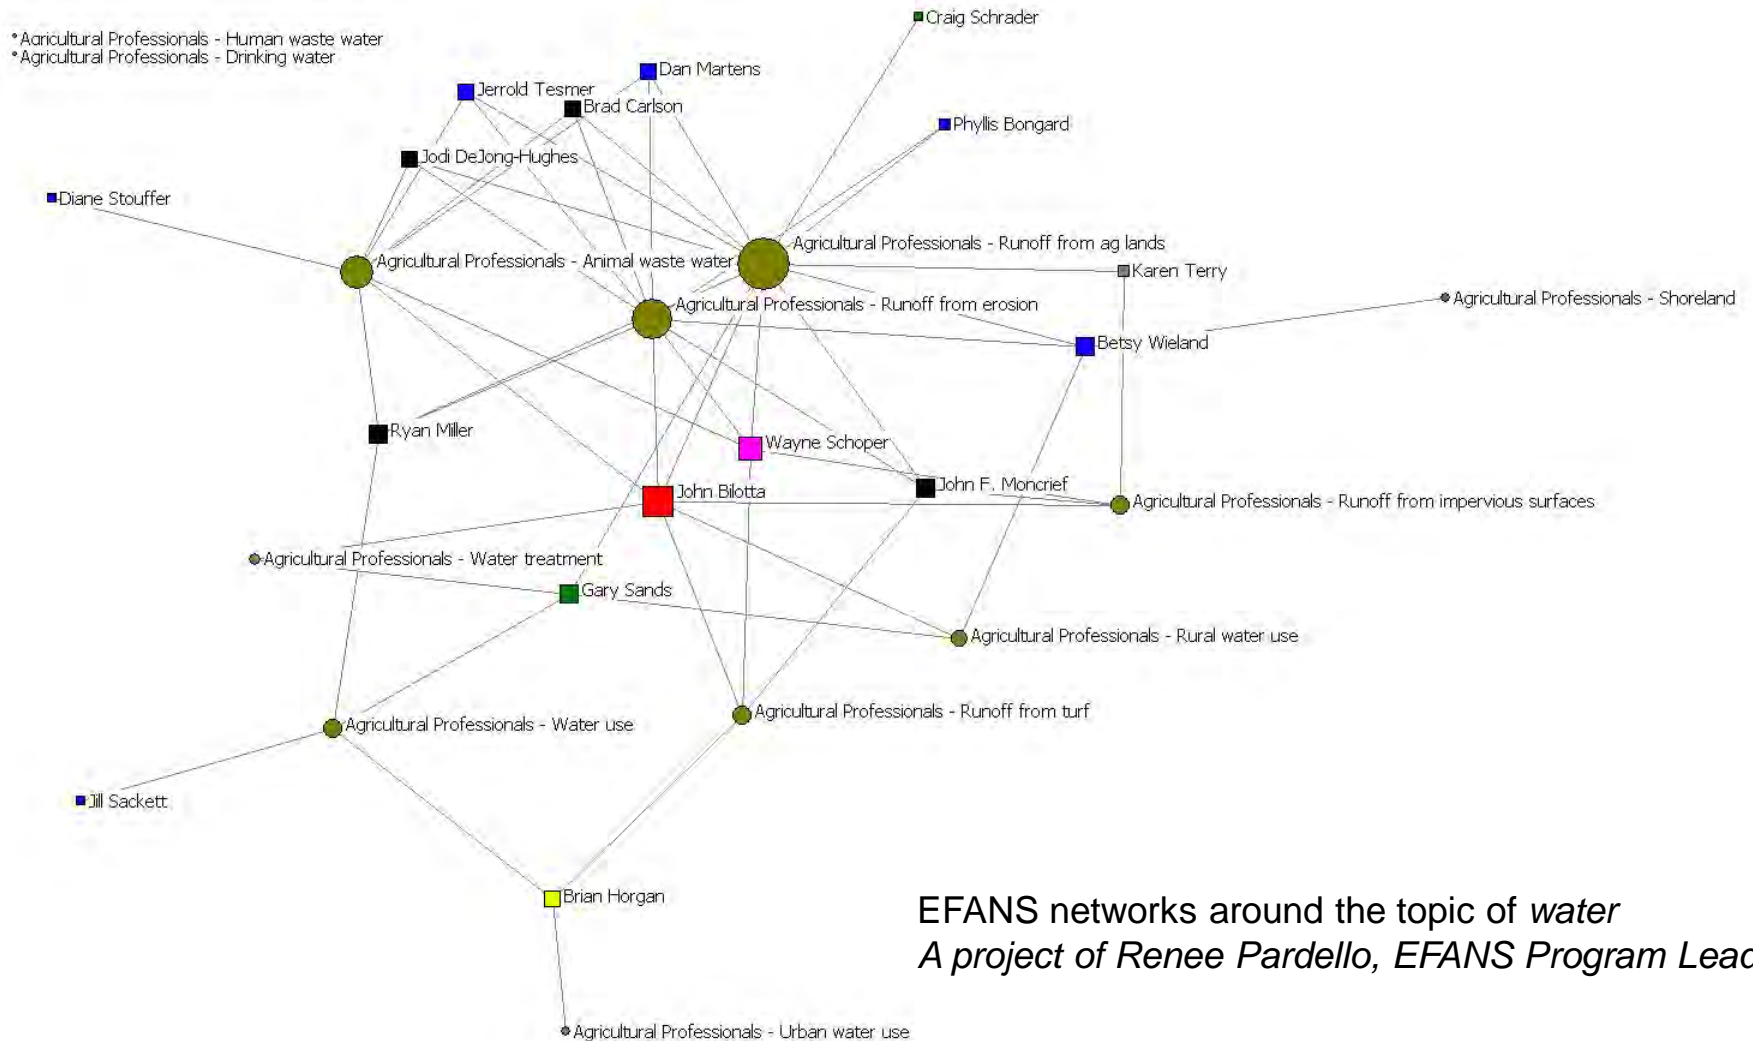 Craig Schrader
Agricultural Professionals - Human waste water
Agricultural Professionals - Drinking water
Dan Martens
Jerrold Tesmer
Brad Carlson
Phyllis Bongard
Jodi DeJong-Hughes
Diane Stouffer
Agricultural Professionals - Runoff from ag lands
Agricultural Professionals - Animal waste water
Karen Terry
Agricultural Professionals - Shoreland
Agricultural Professionals - Runoff from erosion
Betsy Wieland
Ryan Miller
Wayne Schoper
John F. Moncrief
John Bilotta
Agricultural Professionals - Runoff from impervious surfaces
Agricultural Professionals - Water treatment
Gary Sands
Agricultural Professionals - Rural water use
Agricultural Professionals - Runoff from turf
Agricultural Professionals - Water use
Jill Sackett
Brian Horgan
EFANS networks around the topic of water
A project of Renee Pardello, EFANS Program Lead
Agricultural Professionals - Urban water use